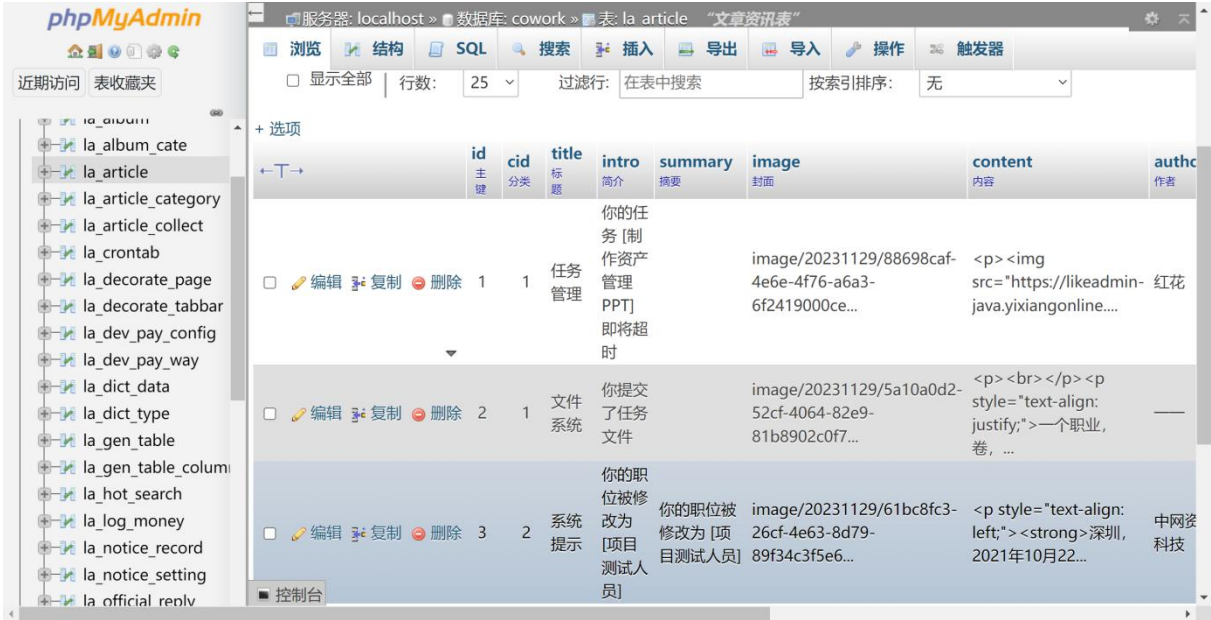 phpMyAdmin
近期访问 表收藏夹
la_album
la_album_cate
la_article
la_article_category
la_article_collect
la_crontab
la_decorate_page
la_decorate_tabbar
la_dev_pay_config
la_dev_pay_way
la_dict_data
la_dict_type
la_gen_table
la_gen_table_colum
la_hot_search
la_log_money
la_notice_record
la_notice_setting
la_official_reply
服务器: localhost » 数据库: cowork » 表: la_article “文章资讯表”
浏览 结构 SQL 搜索 插入 导出 导入 操作 触发器
显示全部 | 行数: 25 过滤行: 在表中搜索 按索引排序: 无
+ 选项
←T→
id
主
键
cid
分类
title
标
题
intro
简介
summary
摘要
image
封面
content
内容
autho
作者
编辑 复制 删除
1
1
任务
管理
你的任
务 [制
作资产
管理
PPT]
即将超
时
image/20231129/88698caf-
4e6e-4f76-a6a3-
6f2419000ce...
<p><img
src="https://likeadmin-
java.yixiangonline....
红花
编辑 复制 删除
2
1
文件
系统
你提交
了任务
文件
image/20231129/5a10a0d2-
52cf-4064-82e9-
81b8902c0f7...
<p><br></p><p
style="text-align:
justify;">一个职业,
卷, ...
——
编辑 复制 删除
3
2
系统
提示
你的职
位被修
改为
[项目
测试人
员]
你的职位被
修改为 [项
目测试人员]
image/20231129/61bc8fc3-
26cf-4e63-8d79-
89f34c3f5e6...
<p style="text-align:
left;"><strong>深圳,
2021年10月22...
中网资
科技
控制台